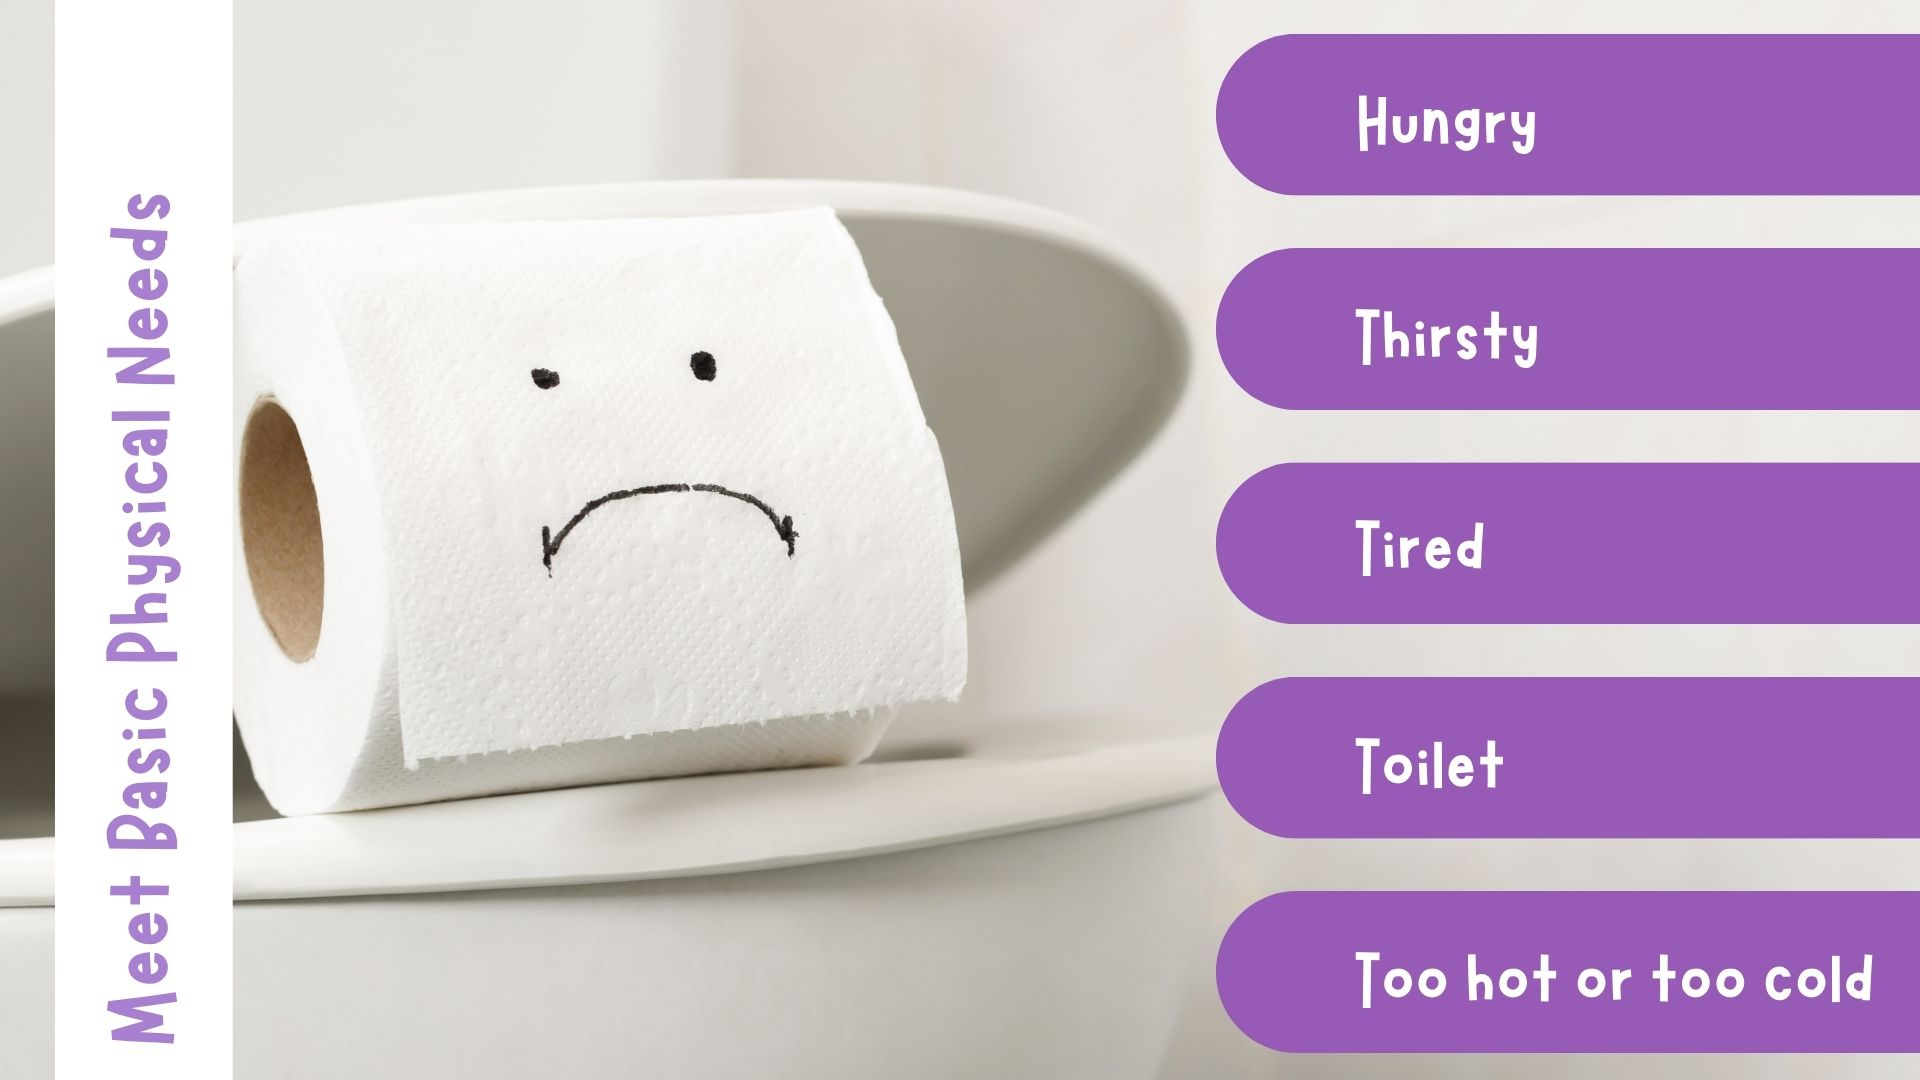 Meet Basic Physical Needs
Hungry
Thirsty
Tired
Toilet
Too hot or too cold